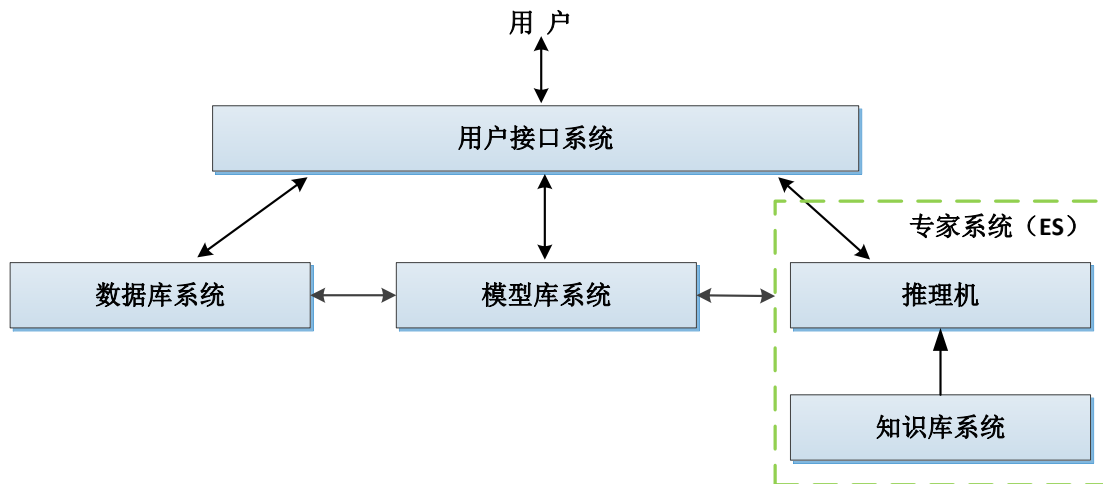 用 户
用户接口系统
专家系统（ES）
数据库系统
模型库系统
推理机
知识库系统